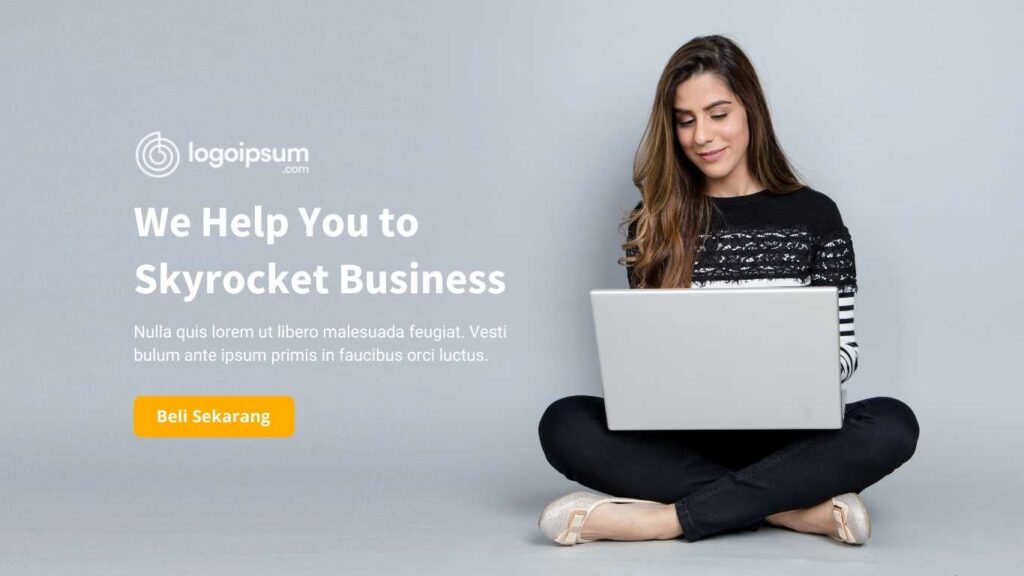 logoipsum
.com
We Help You to
Skyrocket Business
Nulla quis lorem ut libero malesuada feugiat. Vesti
bulum ante ipsum primis in faucibus orci luctus.
Beli Sekarang